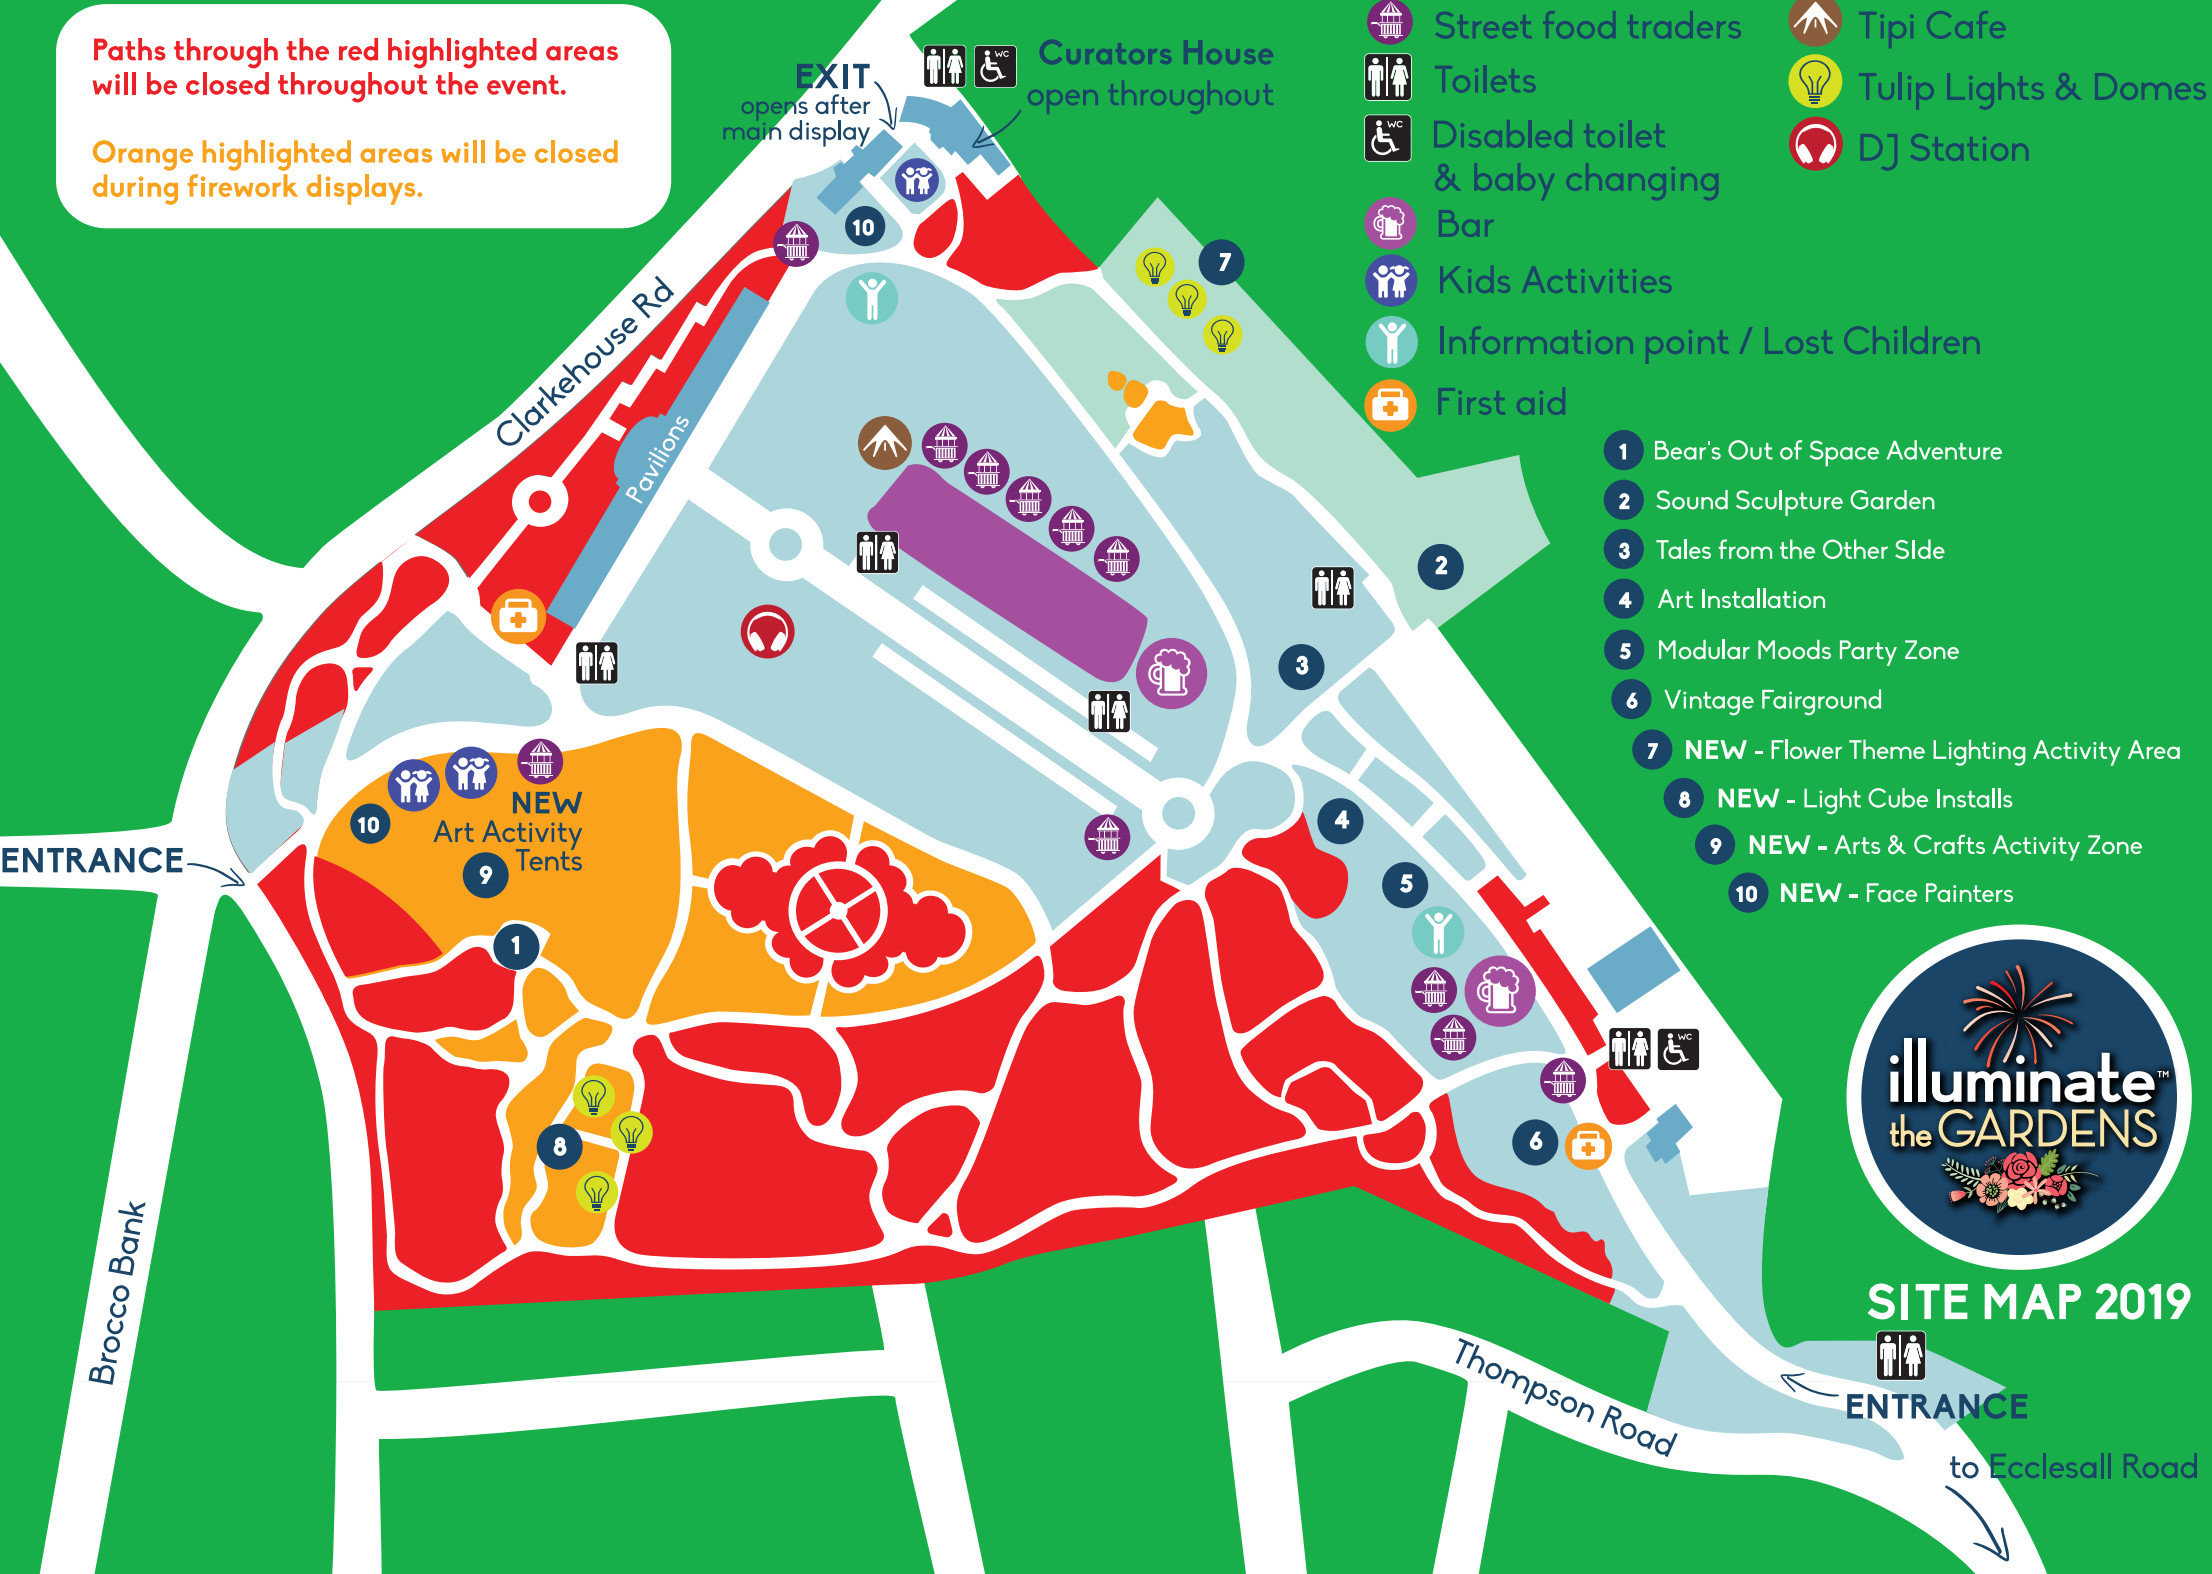 Paths through the red highlighted areas
will be closed throughout the event.
Orange highlighted areas will be closed
during firework displays.
EXIT
opens after
main display
WC
Curators House
open throughout
Street food traders
Toilets
WC
Disabled toilet
& baby changing
Bar
Kids Activities
Information point / Lost Children
First aid
Tipi Cafe
Tulip Lights & Domes
DJ Station
1 Bear's Out of Space Adventure
2 Sound Sculpture Garden
3 Tales from the Other SIde
4 Art Installation
5 Modular Moods Party Zone
6 Vintage Fairground
7 NEW - Flower Theme Lighting Activity Area
8 NEW - Light Cube Installs
9 NEW - Arts & Crafts Activity Zone
10 NEW - Face Painters
Clarkehouse Rd
Pavilions
10
7
2
3
4
5
6
WC
10
NEW
Art Activity
Tents
9
1
8
ENTRANCE
Brocco Bank
Thompson Road
illuminate™
the GARDENS
SITE MAP 2019
ENTRANCE
to Ecclesall Road